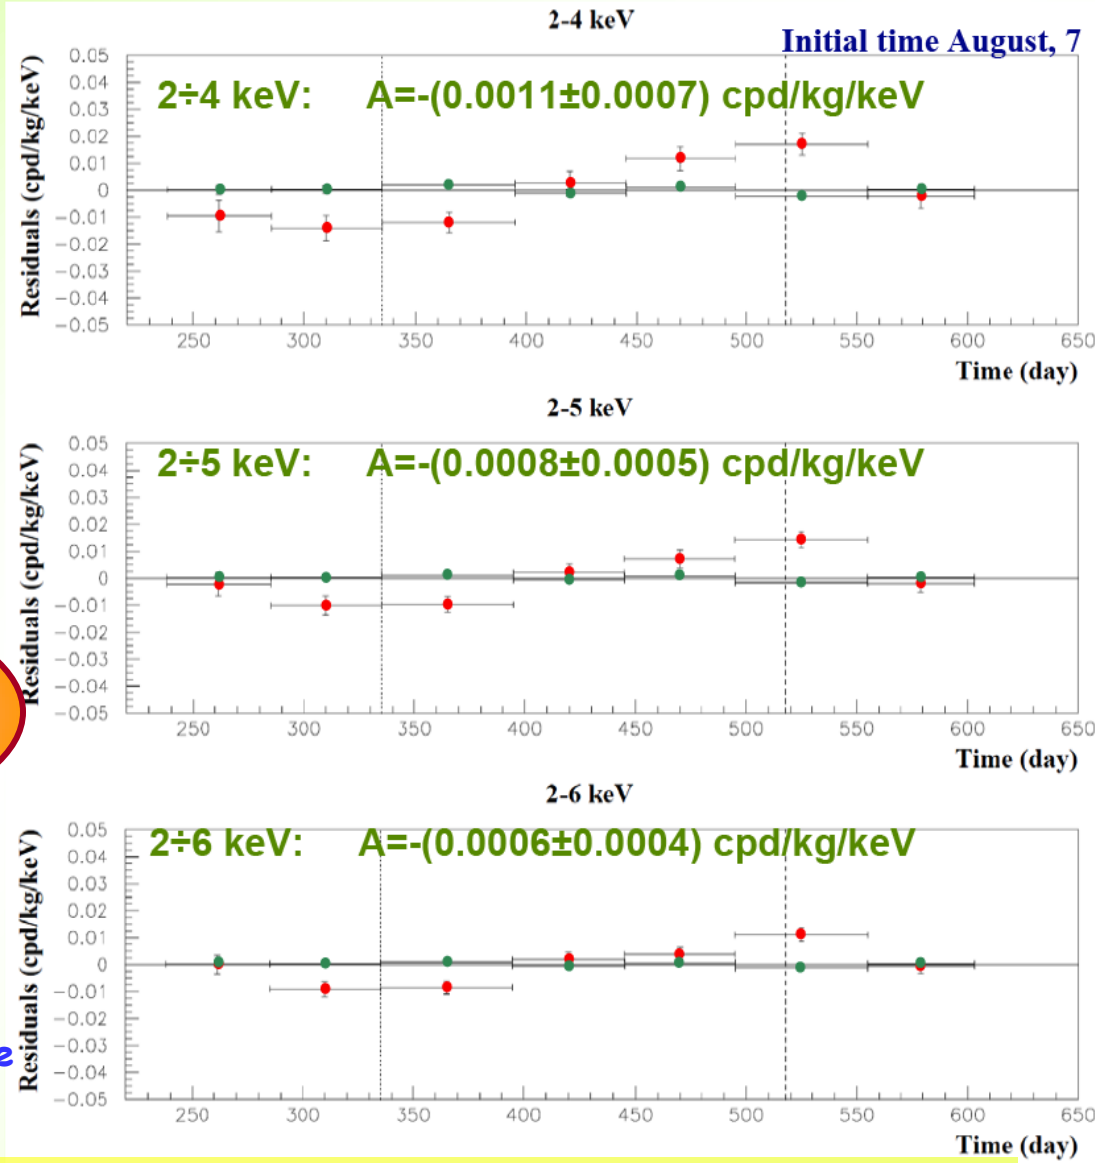 2-4 keV
Initial time August, 7
2÷4 keV: A=-(0.0011±0.0007) cpd/kg/keV
Residuals (cpd/kg/keV)
0.05
0.04
0.03
0.02
0.01
0
−0.01
−0.02
−0.03
−0.04
−0.05
250 300 350 400 450 500 550 600 650
Time (day)
2-5 keV
2÷5 keV: A=-(0.0008±0.0005) cpd/kg/keV
Residuals (cpd/kg/keV)
0.05
0.04
0.03
0.02
0.01
0
−0.01
−0.02
−0.03
−0.04
−0.05
250 300 350 400 450 500 550 600 650
Time (day)
2-6 keV
2÷6 keV: A=-(0.0006±0.0004) cpd/kg/keV
Residuals (cpd/kg/keV)
0.05
0.04
0.03
0.02
0.01
0
−0.01
−0.02
−0.03
−0.04
−0.05
e
250 300 350 400 450 500 550 600 650
Time (day)